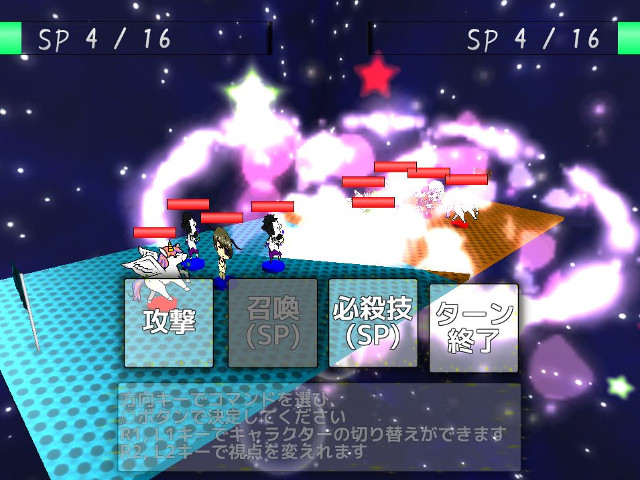 SP 4 / 16
SP 4 / 16
攻撃
召喚
(SP)
必殺技
(SP)
ターン
終了
方向キーでコマンドを選び、
ボタンで決定してください
R1, L1キーでキャラクターの切り替えができます
R2, L2キーで視点を変えれます